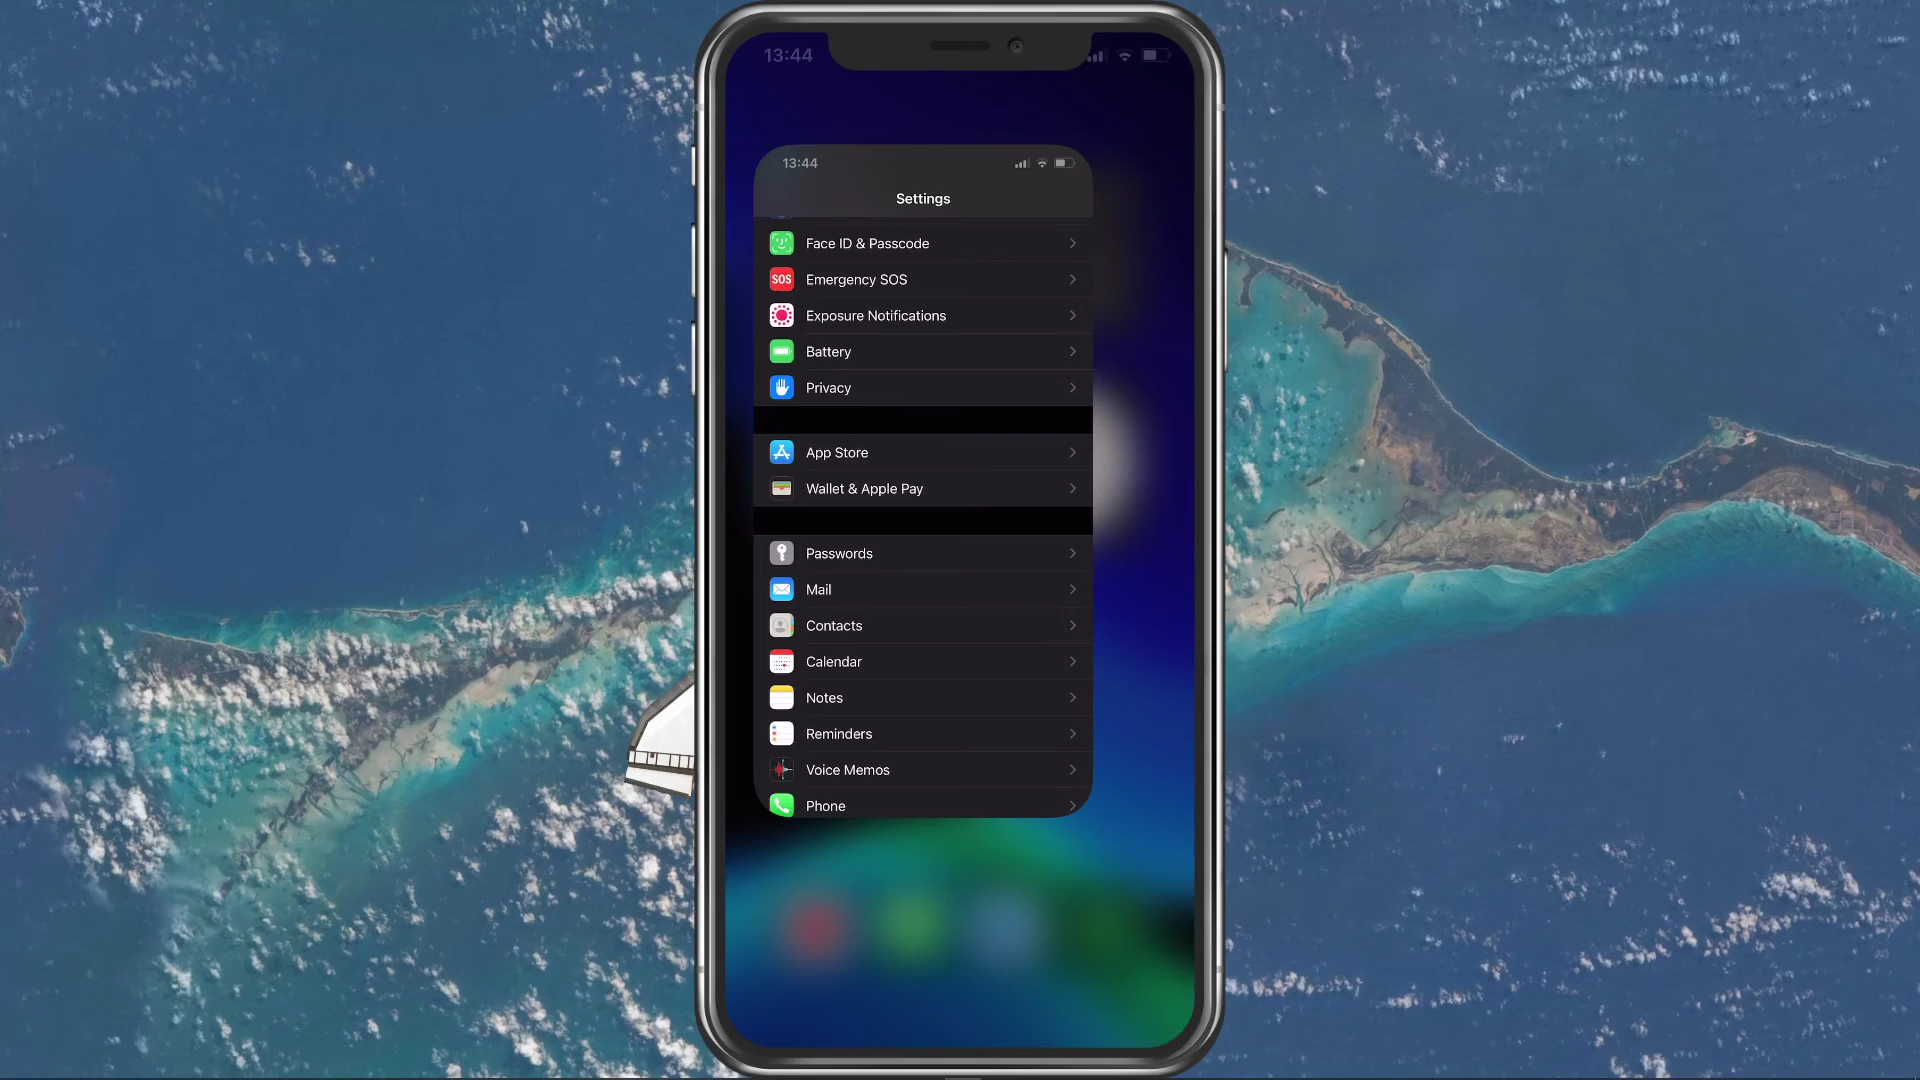 13:44
13:44
Settings
Face ID & Passcode
SOS
Emergency SOS
Exposure Notifications
Battery
Privacy
App Store
Wallet & Apple Pay
Passwords
Mail
Contacts
Calendar
Notes
Reminders
Voice Memos
Phone